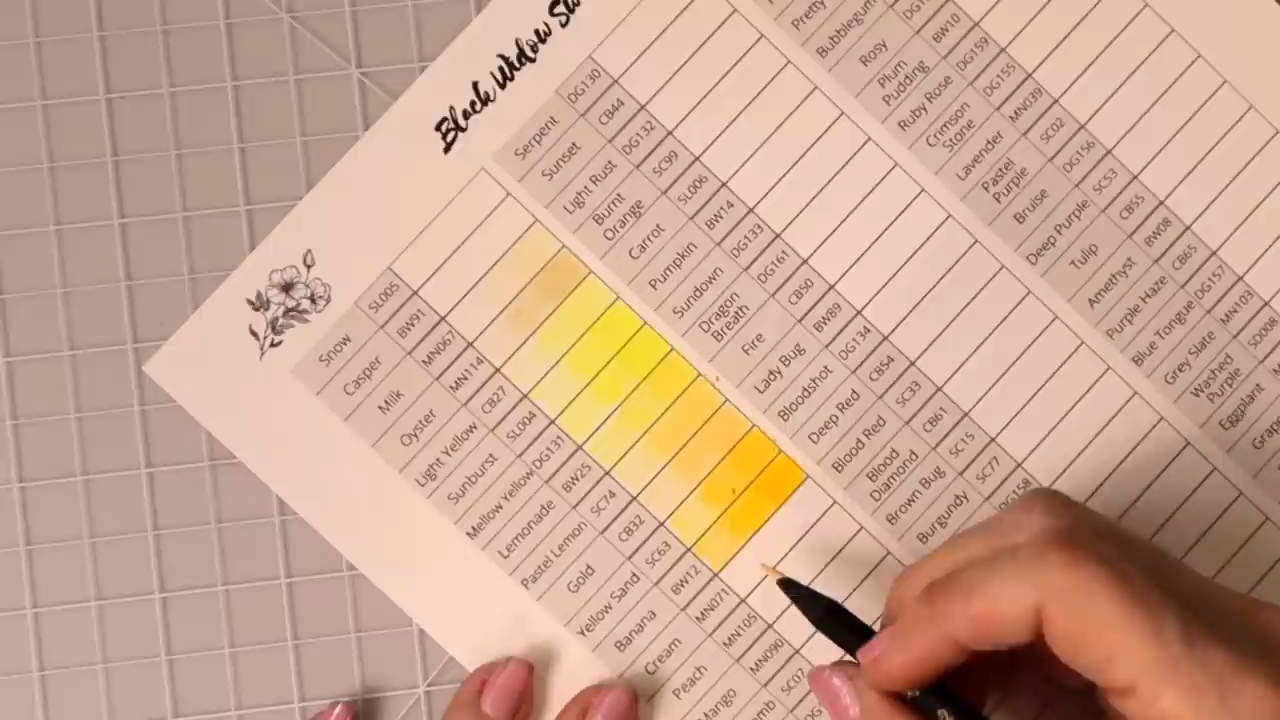 Black Widow
Snow SL005
Casper BW91
Milk MN067
Oyster MN114
Light Yellow CB27
Sunburst SL004
Mellow Yellow DG131
Lemonade BW25
Pastel Lemon SC74
Gold CB32
Yellow Sand SC63
Banana BW12
Cream MN071
Peach MN105
Mango MN090
SC07
Serpent DG130
Sunset CB44
Light Rust DG132
Burnt
Orange SC99
Carrot SL006
Pumpkin BW14
Sundown DG133
Dragon
Breath DG161
Fire CB50
Lady Bug BW89
Bloodshot DG134
Deep Red CB54
Blood Red SC33
Blood
Diamond CB61
Brown Bug SC15
Burgundy SC77
DG158
Pretty
Bubblegum
Rosy BW10
Plum
Pudding DG159
Ruby Rose DG155
Crimson
Stone MN039
Lavender SC02
Pastel
Purple DG156
Bruise SC53
Deep Purple CB55
Tulip BW08
Amethyst CB65
Purple Haze DG157
Blue Tongue MN103
Grey Slate SD008
Washed
Purple
Eggplant